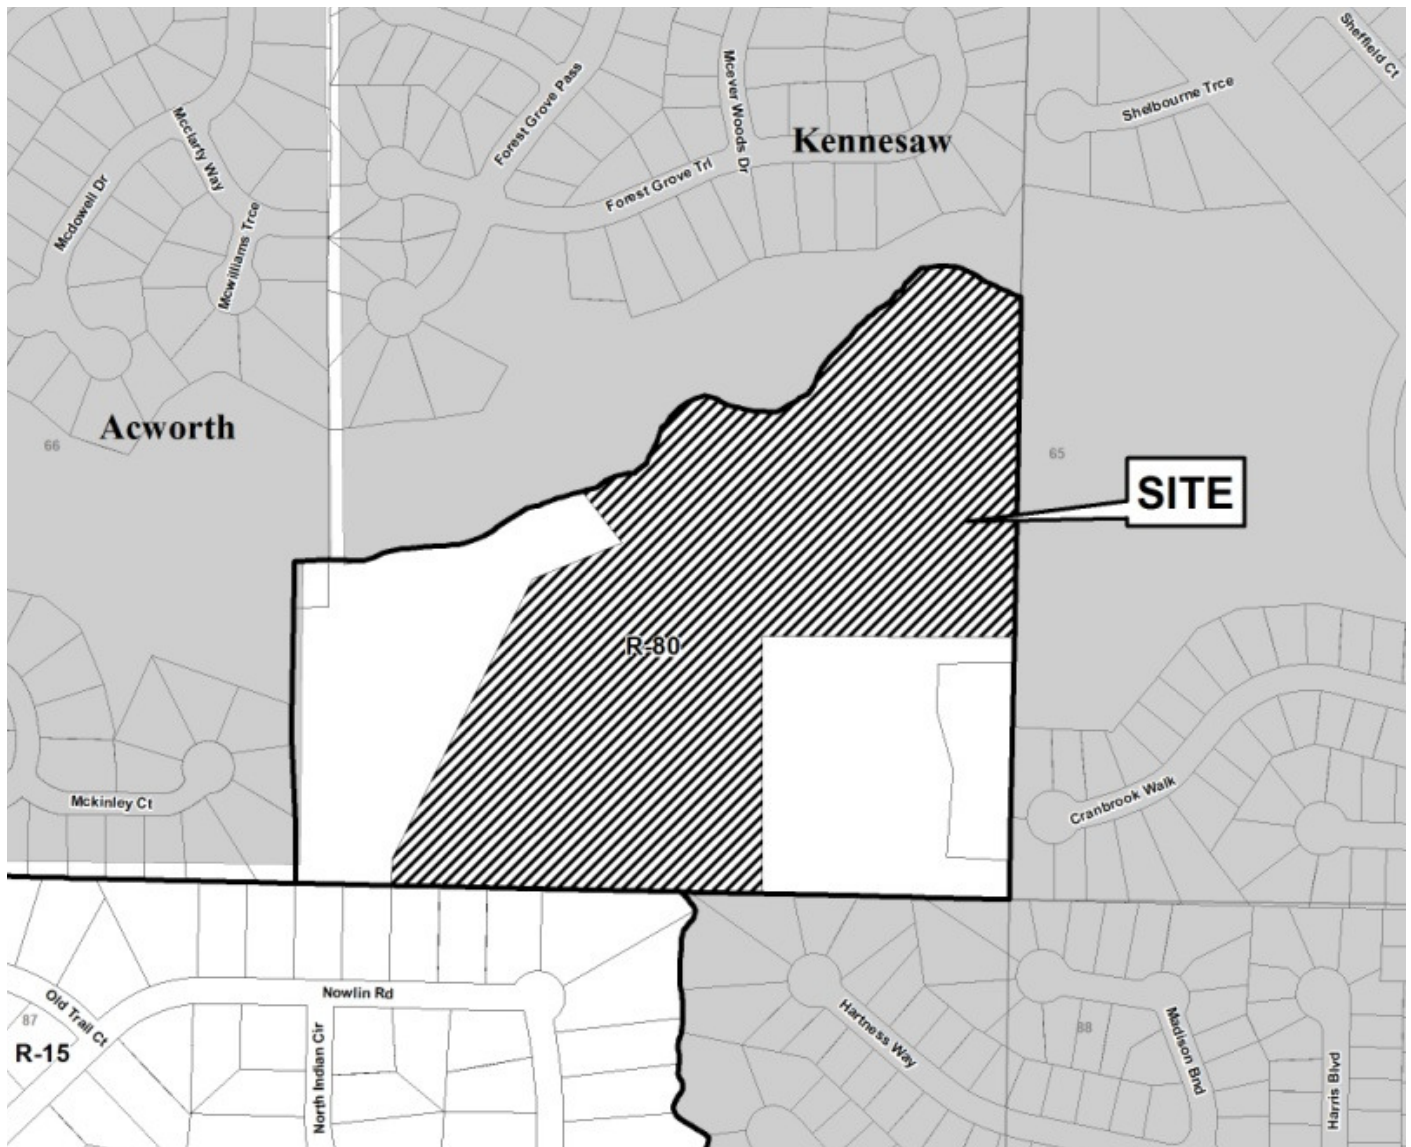 Sheffield Ct
Shelbourne Trce
Mcever Woods Dr
Forest Grove Pass
Kennesaw
Mcclarty Way
Forest Grove Trl
Mcdowell Dr
Mcwilliams Trce
Acworth
66
65
SITE
R-80
Mckinley Ct
Cranbrook Walk
Nowlin Rd
Old Trail Ct
87
R-15
North Indian Cir
Hartness Way
88
Madison Bnd
Harris Blvd